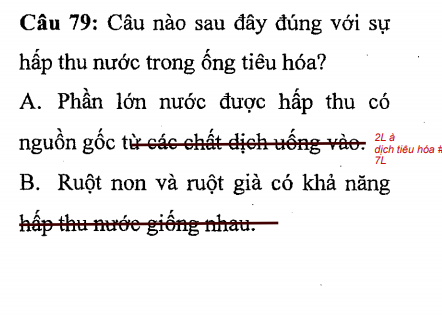 Câu 79: Câu nào sau đây đúng với sự
hấp thu nước trong ống tiêu hóa?
A. Phần lớn nước được hấp thu có
nguồn gốc từ các chất dịch uống vào.
2L à
dịch tiêu hóa #
7L
B. Ruột non và ruột già có khả năng
hấp thu nước giống nhau.